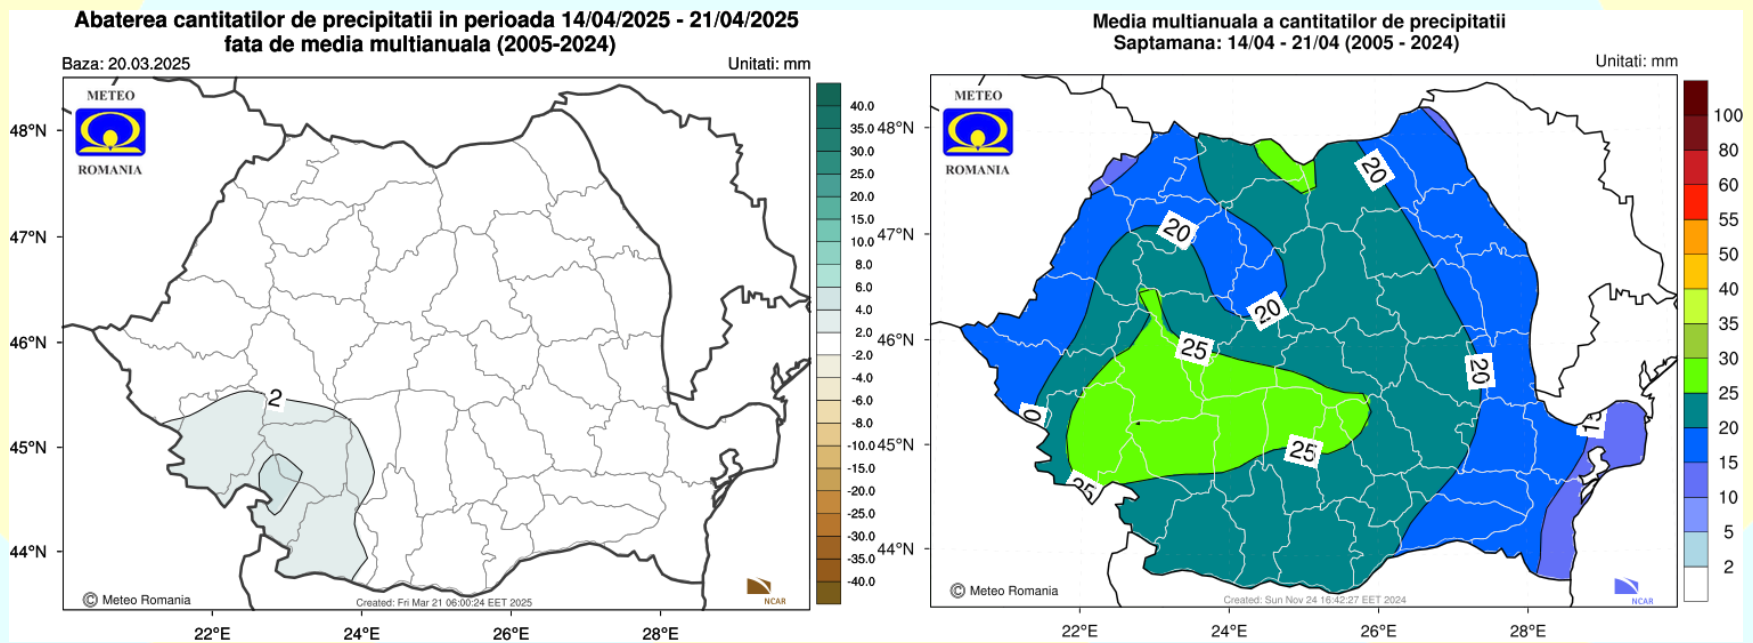 Abaterea cantitatilor de precipitatii in perioada 14/04/2025 - 21/04/2025
fata de media multianuala (2005-2024)
Baza: 20.03.2025
Unitati: mm
METEO
ROMANIA
48°N
47°N
46°N
45°N
44°N
22°E
24°E
26°E
28°E
2
40.0
35.0
30.0
25.0
20.0
15.0
10.0
8.0
6.0
4.0
2.0
-2.0
-4.0
-6.0
-8.0
-10.0
-15.0
-20.0
-25.0
-30.0
-35.0
-40.0
© Meteo Romania
Created: Fri Mar 21 06:00:24 EET 2025
NCAR
Media multianuala a cantitatilor de precipitatii
Saptamana: 14/04 - 21/04 (2005 - 2024)
Unitati: mm
METEO
ROMANIA
48°N
47°N
46°N
45°N
44°N
22°E
24°E
26°E
28°E
20
20
20
25
20
0
25
25
15
100
80
60
55
50
40
35
30
25
20
15
10
5
2
© Meteo Romania
Created: Sun Nov 24 16:42:27 EET 2024
NCAR